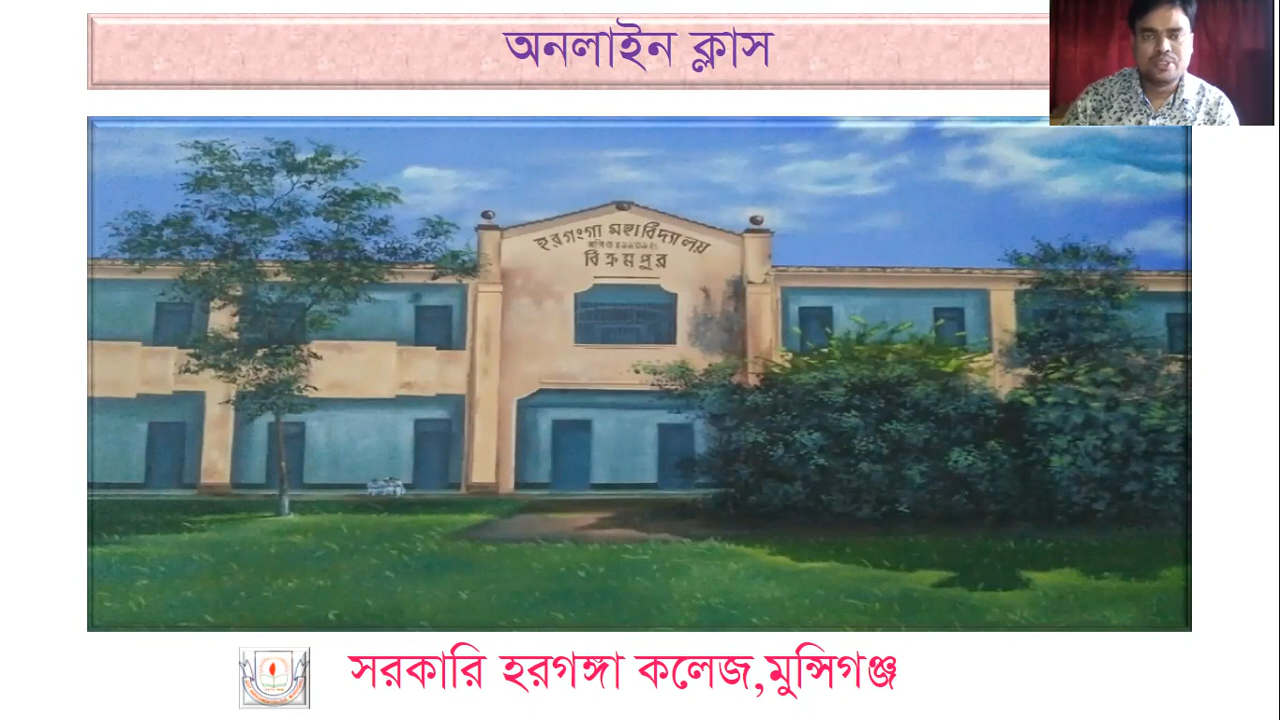 অনলাইন ক্লাস
হরগংগা মহাবিদ্যালয়
বিক্রমপুর
সরকারি হরগঙ্গা কলেজ,মুন্সিগঞ্জ